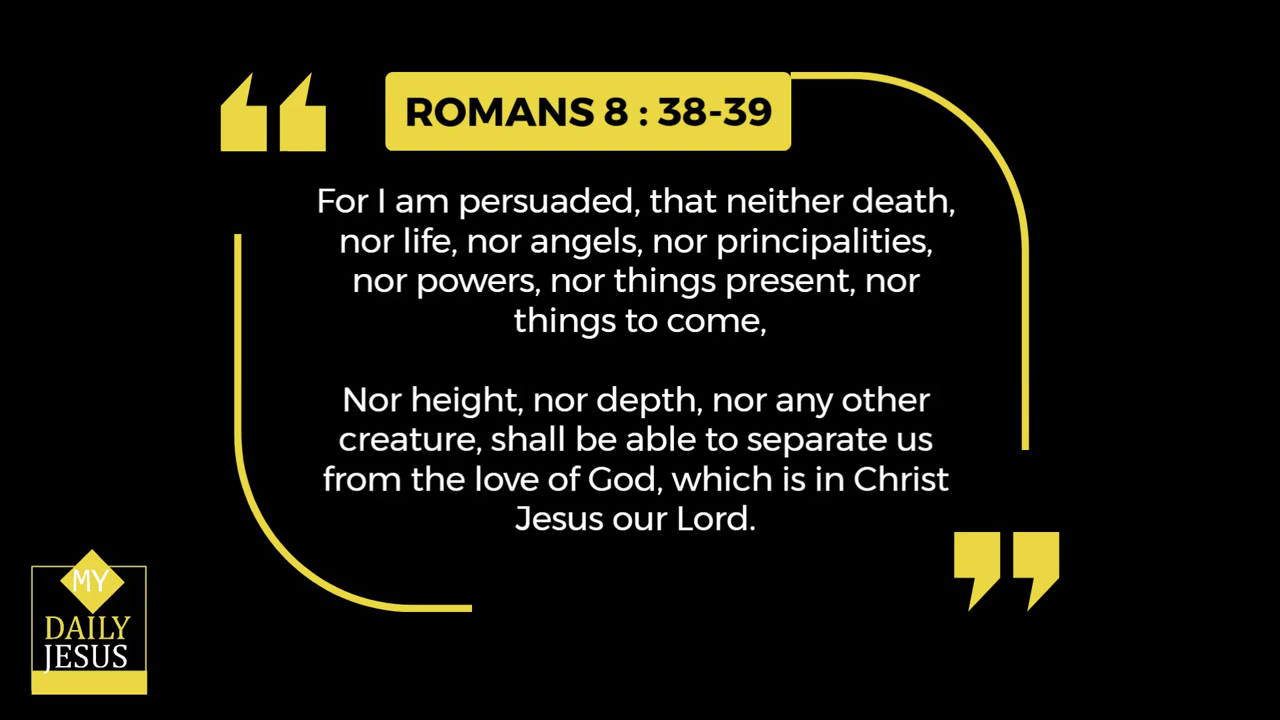 ROMANS 8 : 38-39
For I am persuaded, that neither death,
nor life, nor angels, nor principalities,
nor powers, nor things present, nor
things to come,
Nor height, nor depth, nor any other
creature, shall be able to separate us
from the love of God, which is in Christ
Jesus our Lord.
MY
DAILY
JESUS